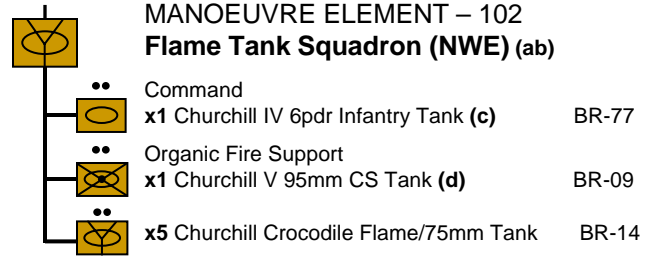 MANOEUVRE ELEMENT – 102
Flame Tank Squadron (NWE) (ab)
Command
x1 Churchill IV 6pdr Infantry Tank (c) BR-77
Organic Fire Support
x1 Churchill V 95mm CS Tank (d) BR-09
x5 Churchill Crocodile Flame/75mm Tank BR-14